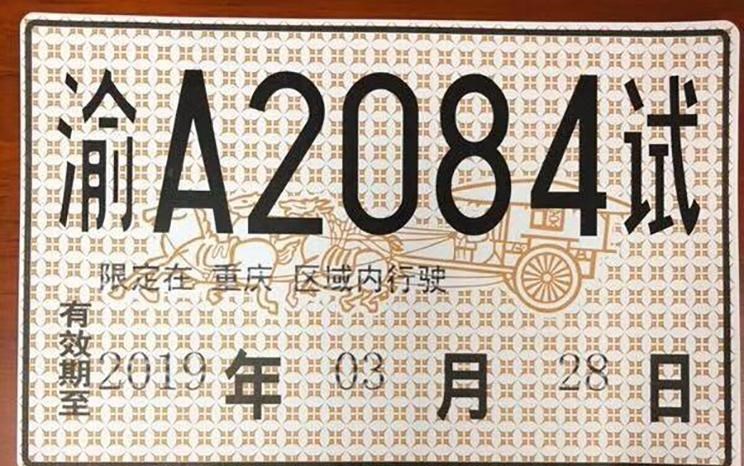 渝A2084试
限定在 重庆 区域内行驶
有效期至 2019 年 03 月 28 日